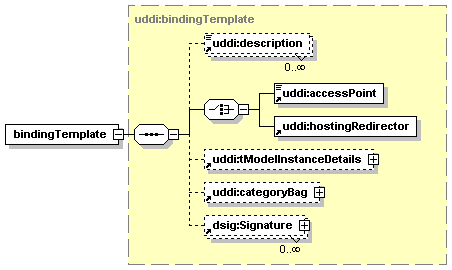 uddi:bindingTemplate
uddi:description
0..∞
uddi:accessPoint
bindingTemplate
uddi:hostingRedirector
uddi:tModelInstanceDetails
uddi:categoryBag
dsig:Signature
0..∞